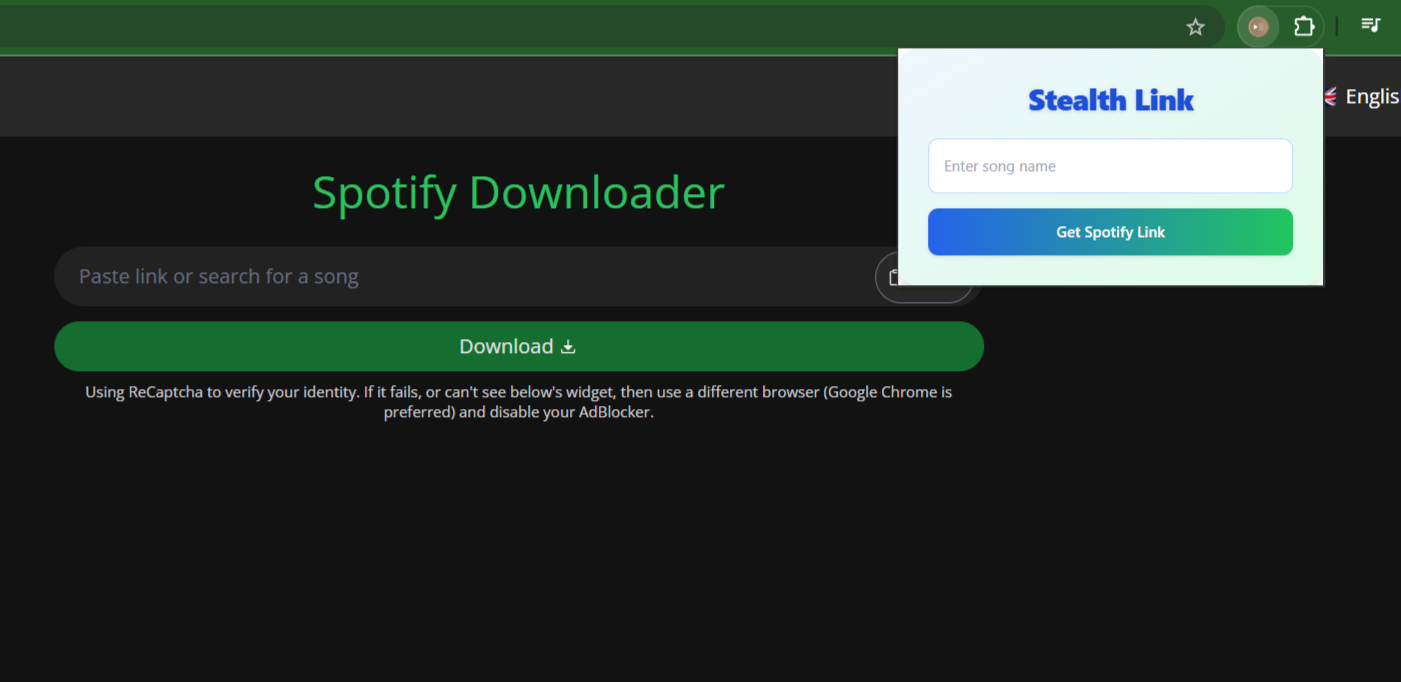 Stealth Link
Englis
Enter song name
Spotify Downloader
Get Spotify Link
Paste link or search for a song
Download
Using ReCaptcha to verify your identity. If it fails, or can't see below's widget, then use a different browser (Google Chrome is
preferred) and disable your AdBlocker.